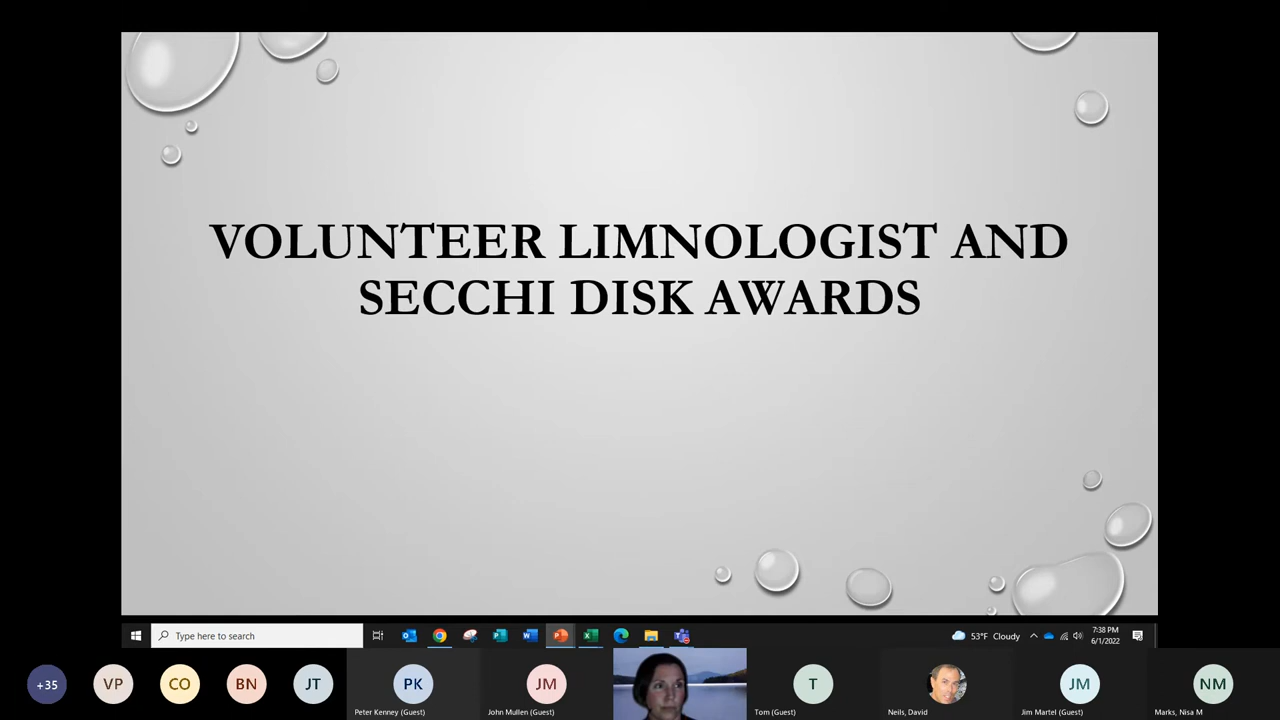 VOLUNTEER LIMNOLOGIST AND
SECCHI DISK AWARDS
Type here to search
53°F Cloudy
7:38 PM
6/1/2022
+35
VP
CO
BN
JT
PK
JM
T
JM
NM
Peter Kenney (Guest)
John Mullen (Guest)
Tom (Guest)
Neils, David
Jim Martel (Guest)
Marks, Nisa M